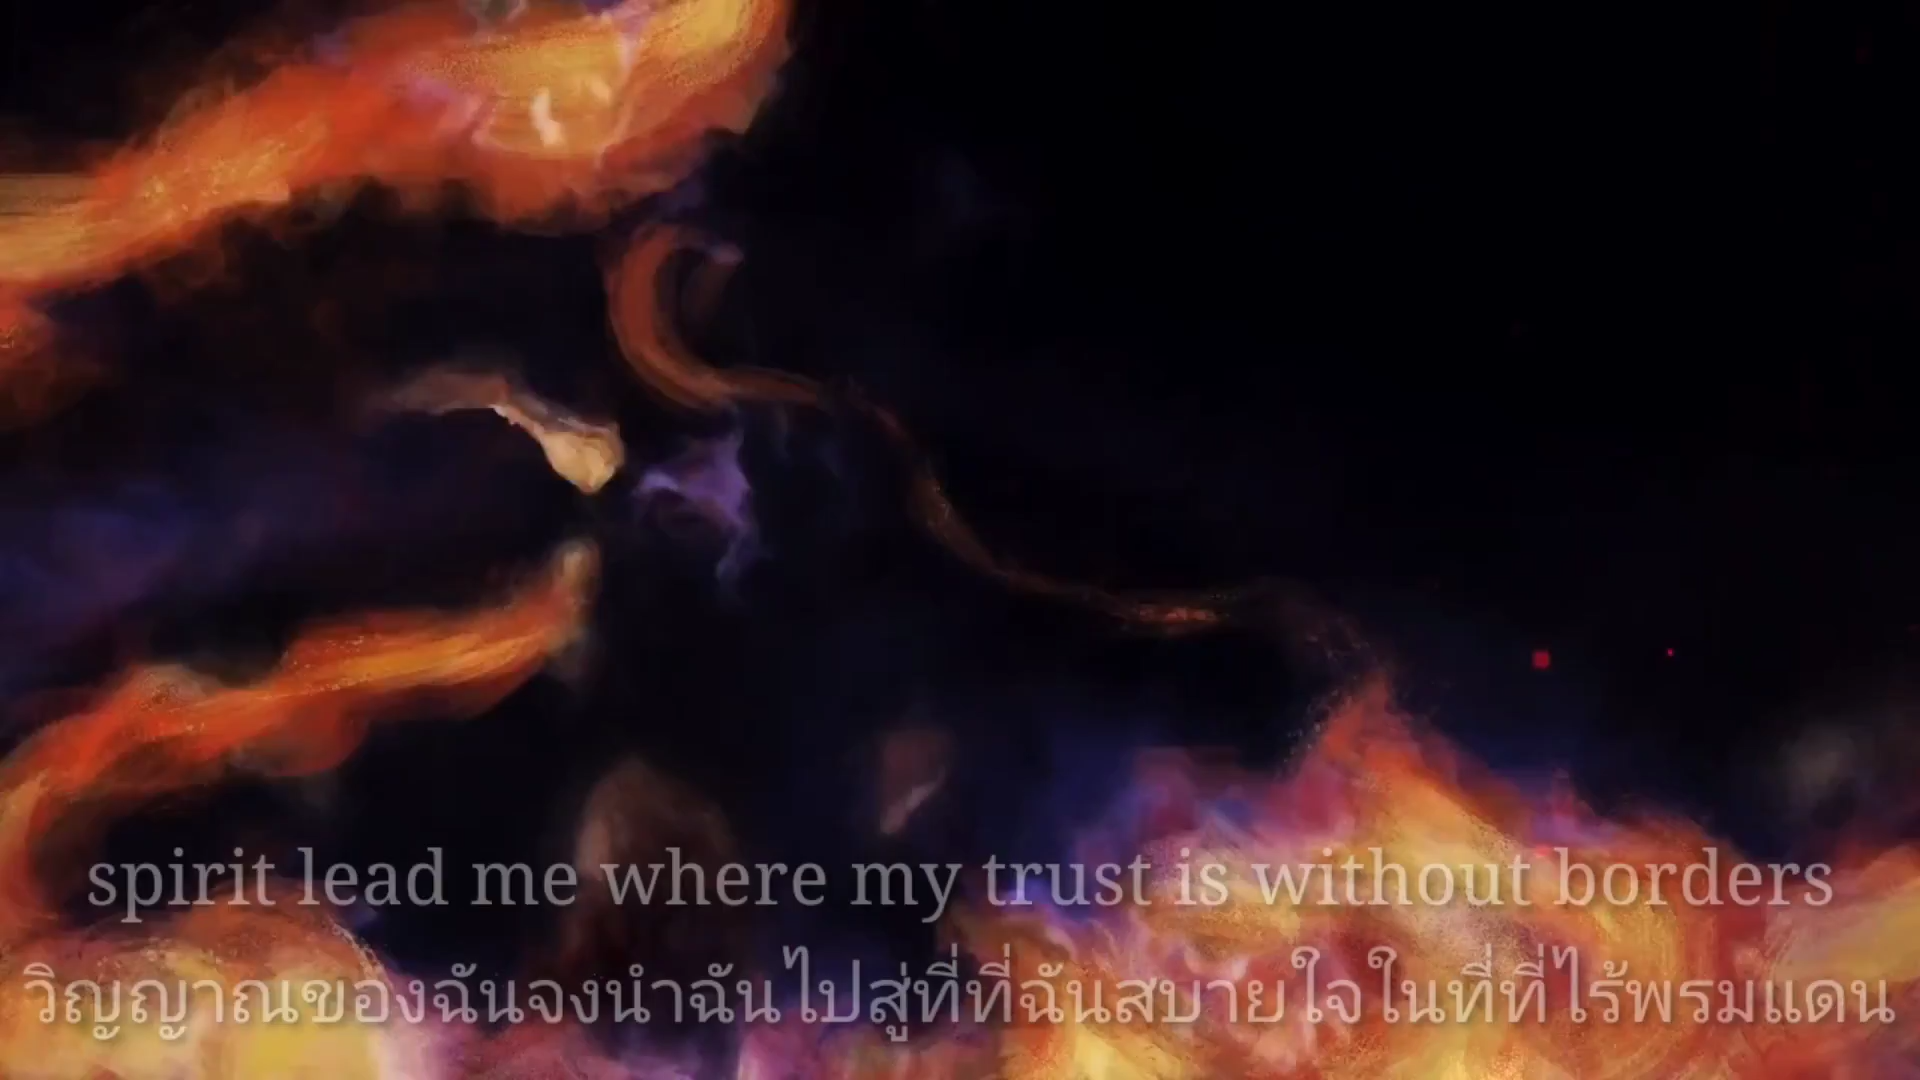 spirit lead me where my trust is without borders
วิญญาณของฉันจงนำฉันไปสู่ที่ที่ฉันสบายใจในที่ที่ไร้พรมแดน